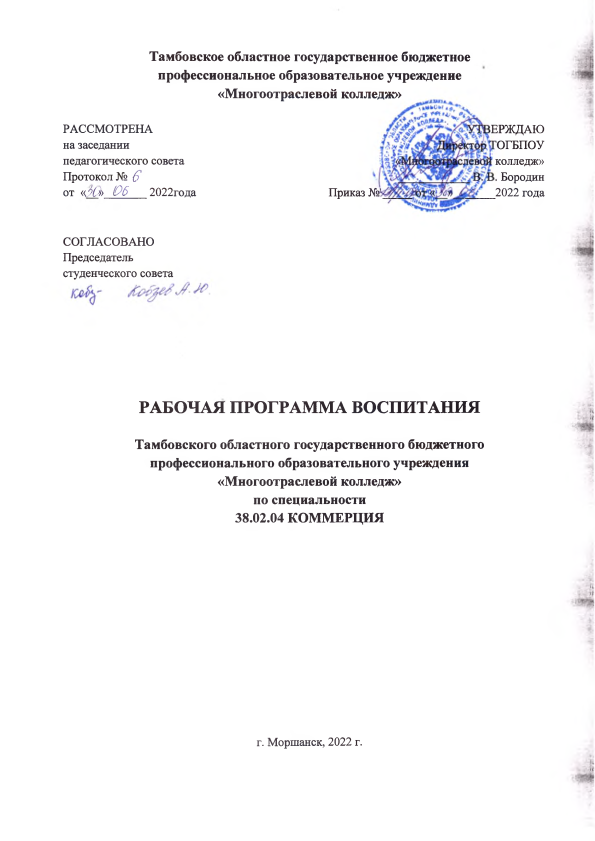 Тамбовское областное государственное бюджетное
профессиональное образовательное учреждение
«Многоотраслевой колледж»
РАССМОТРЕНА
на заседании
педагогического совета
Протокол № 6
от «30» 06 2022года
УТВЕРЖДАЮ
Директор ТОГБПОУ
«Многоотраслевой колледж»
В. В. Бородин
Приказ № от « » 2022 года
СОГЛАСОВАНО
Председатель
студенческого совета
Кобзев А.Ю.
РАБОЧАЯ ПРОГРАММА ВОСПИТАНИЯ
Тамбовского областного государственного бюджетного
профессионального образовательного учреждения
«Многоотраслевой колледж»
по специальности
38.02.04 КОММЕРЦИЯ
г. Моршанск, 2022 г.